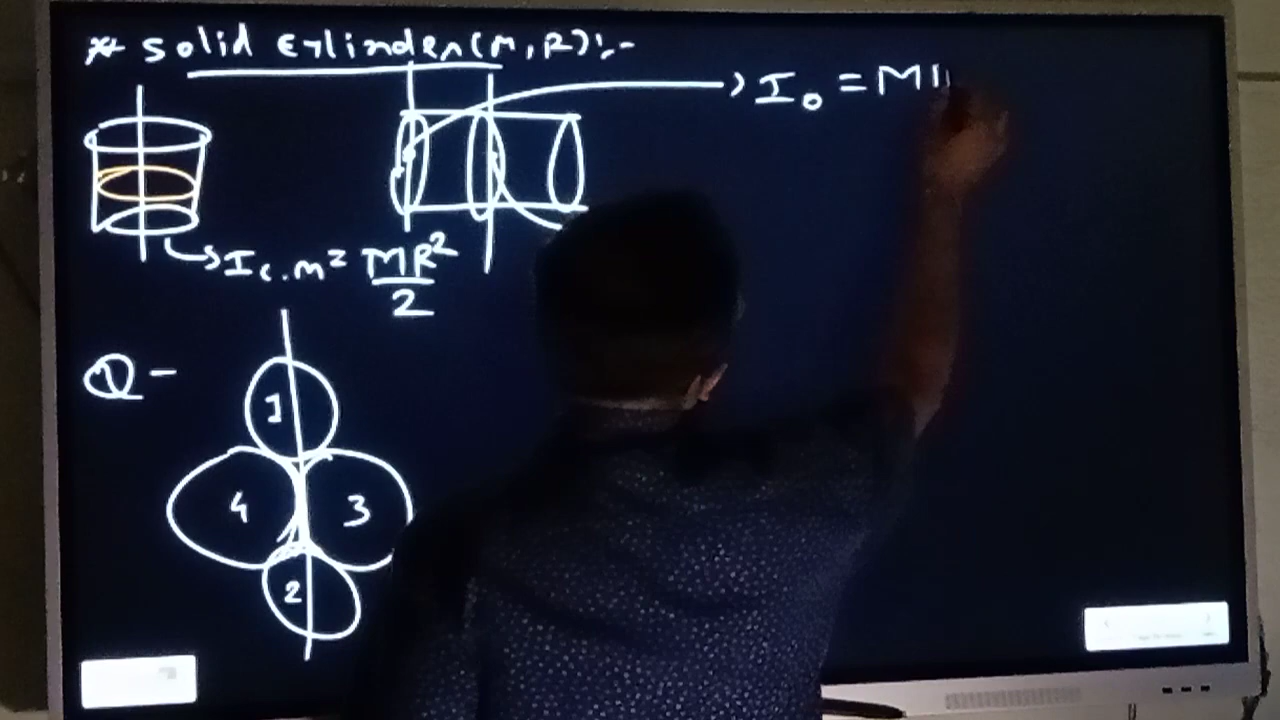 * Solid Cylinder (M, R):-
→ I₀ = M
↳ I c.m = MR²/2
Q -
1
4 3
2